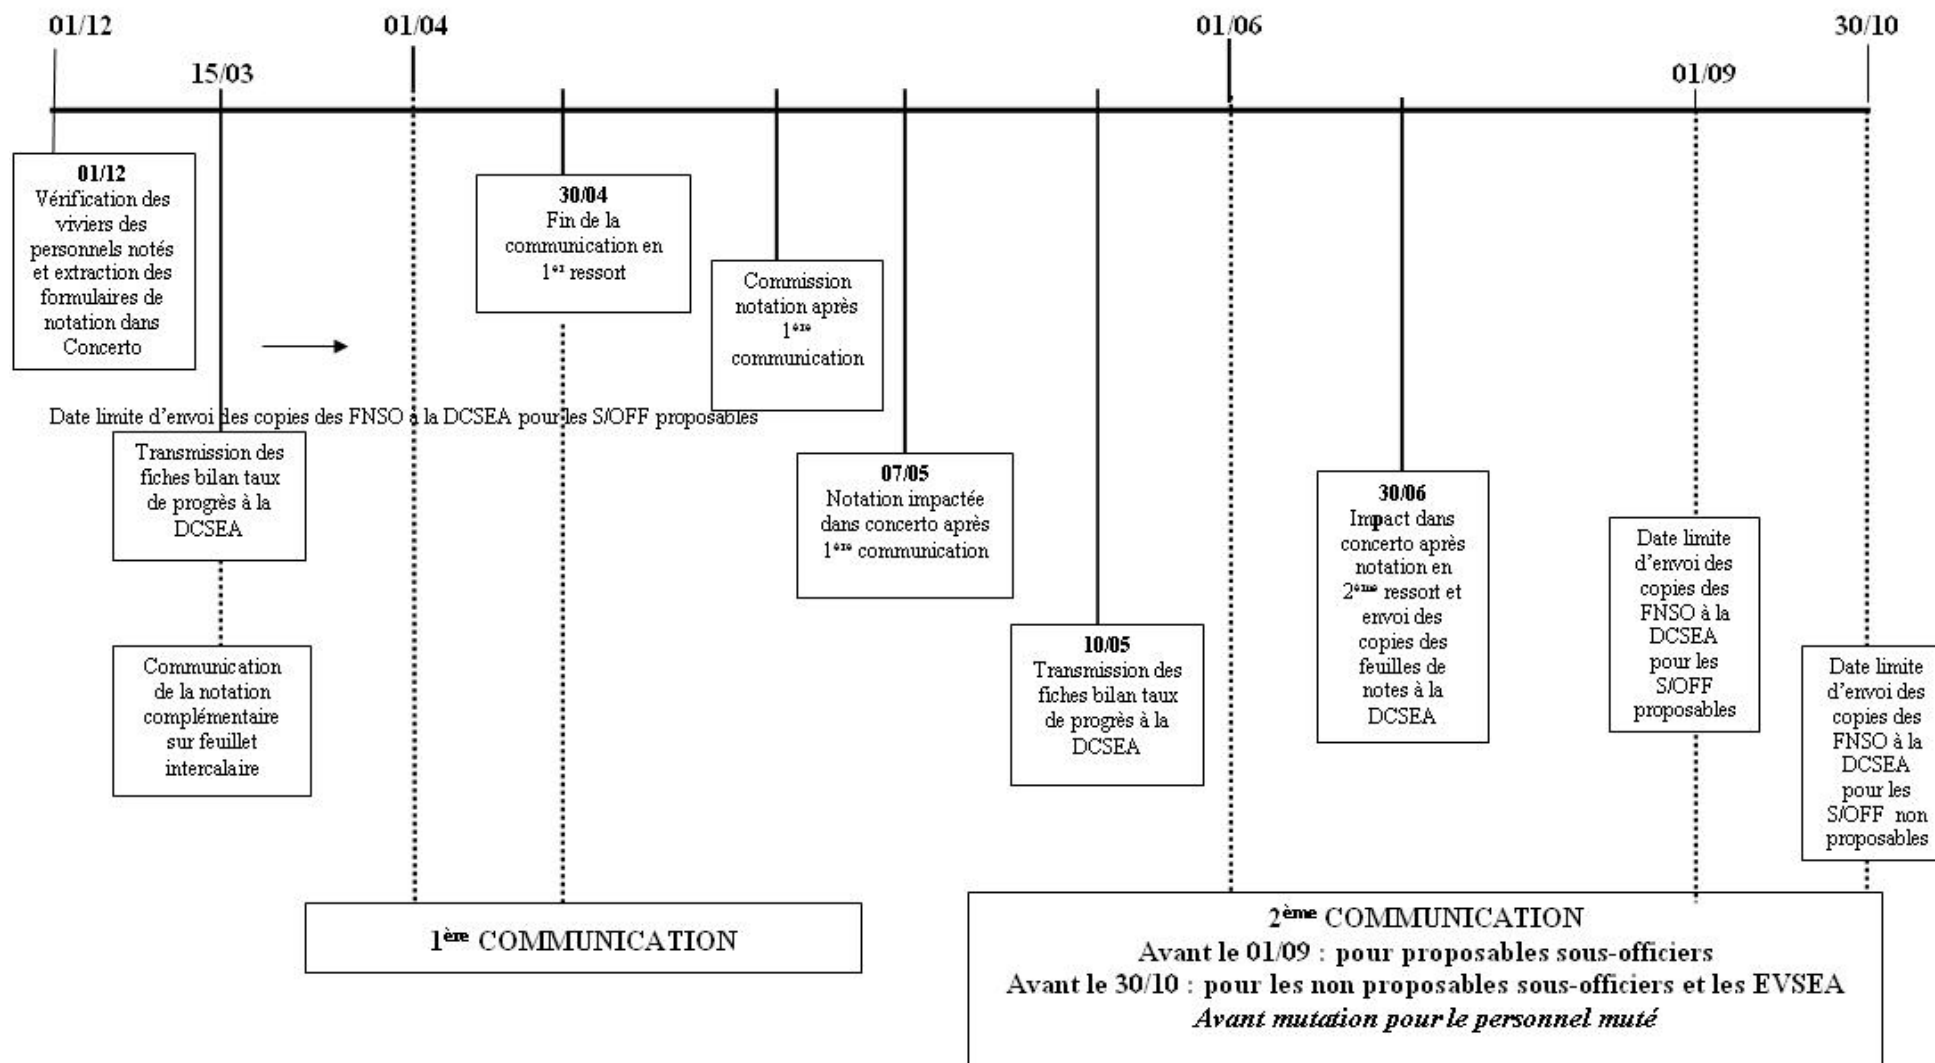 01/12
01/04
01/06
30/10
15/03
01/09
01/12
Vérification des
viviers des
personnels notés
et extraction des
formulaires de
notation dans
Concerto
30/04
Fin de la
communication en
1er ressort
Commission
notation après
1ère
communication
Date limite d'envoi des copies des FNSO à la DCSEA pour les S/OFF proposables
Transmission des
fiches bilan taux
de progrès à la
DCSEA
07/05
Notation impactée
dans concerto après
1ère communication
30/06
Impact dans
concerto après
notation en
2ème ressort et
envoi des
copies des
feuilles de
notes à la
DCSEA
Date limite
d'envoi des
copies des
FNSO à la
DCSEA
pour les
S/OFF
proposables
Communication
de la notation
complémentaire
sur feuillet
intercalaire
10/05
Transmission des
fiches bilan taux
de progrès à la
DCSEA
Date limite
d'envoi des
copies des
FNSO à la
DCSEA
pour les
S/OFF non
proposables
1ère COMMUNICATION
2ème COMMUNICATION
Avant le 01/09 : pour proposables sous-officiers
Avant le 30/10 : pour les non proposables sous-officiers et les EVSEA
Avant mutation pour le personnel muté